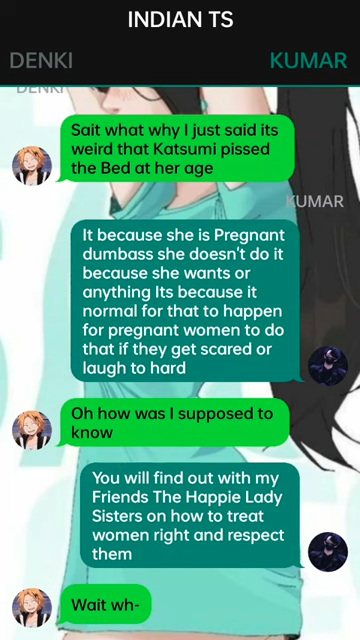 INDIAN TS
DENKI
KUMAR
DENKI
Sait what why I just said its
weird that Katsumi pissed
the Bed at her age
KUMAR
It because she is Pregnant
dumbass she doesn't do it
because she wants or
anything Its because it
normal for that to happen
for pregnant women to do
that if they get scared or
laugh to hard
Oh how was I supposed to
know
You will find out with my
Friends The Happie Lady
Sisters on how to treat
women right and respect
them
Wait wh-